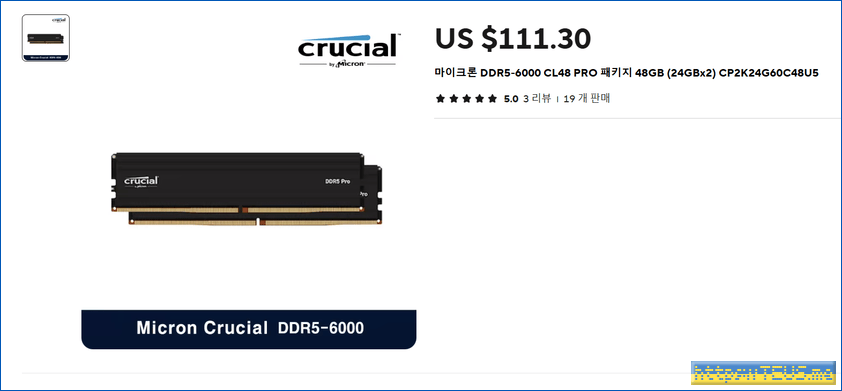 crucial
by Micron
US $111.30
마이크론 DDR5-6000 CL48 PRO 패키지 48GB (24GBx2) CP2K24G60C48U5
5.0 3 리뷰 | 19 개 판매
crucial
DDR5 Pro
Pro
Micron Crucial DDR5-6000